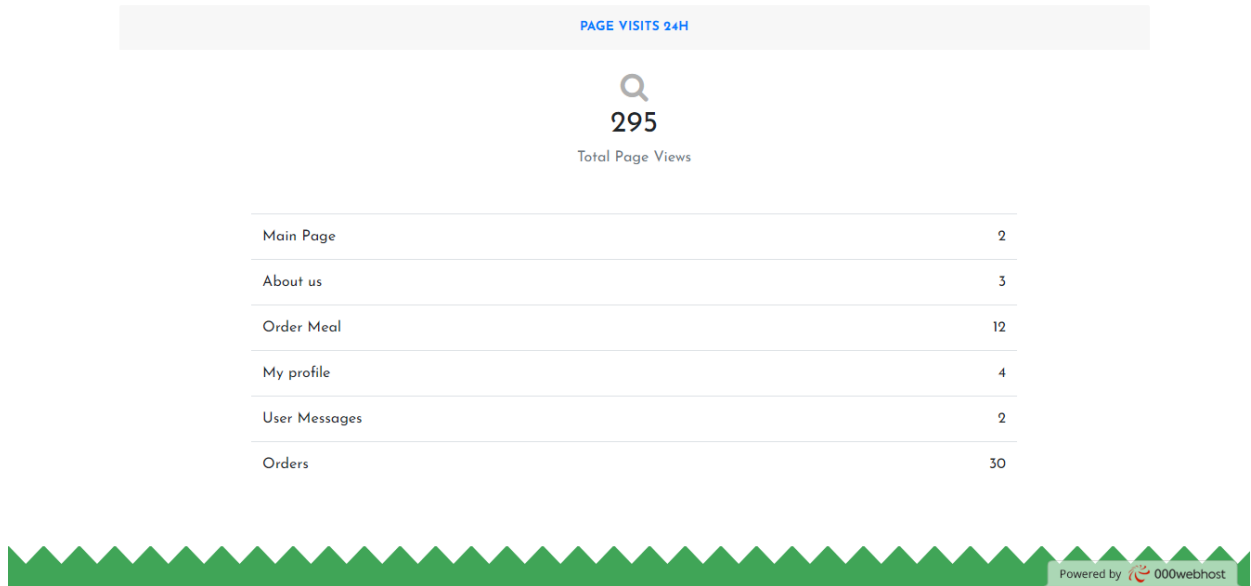 PAGE VISITS 24H
295
Total Page Views
Main Page 2
About us 3
Order Meal 12
My profile 4
User Messages 2
Orders 30
Powered by 000webhost